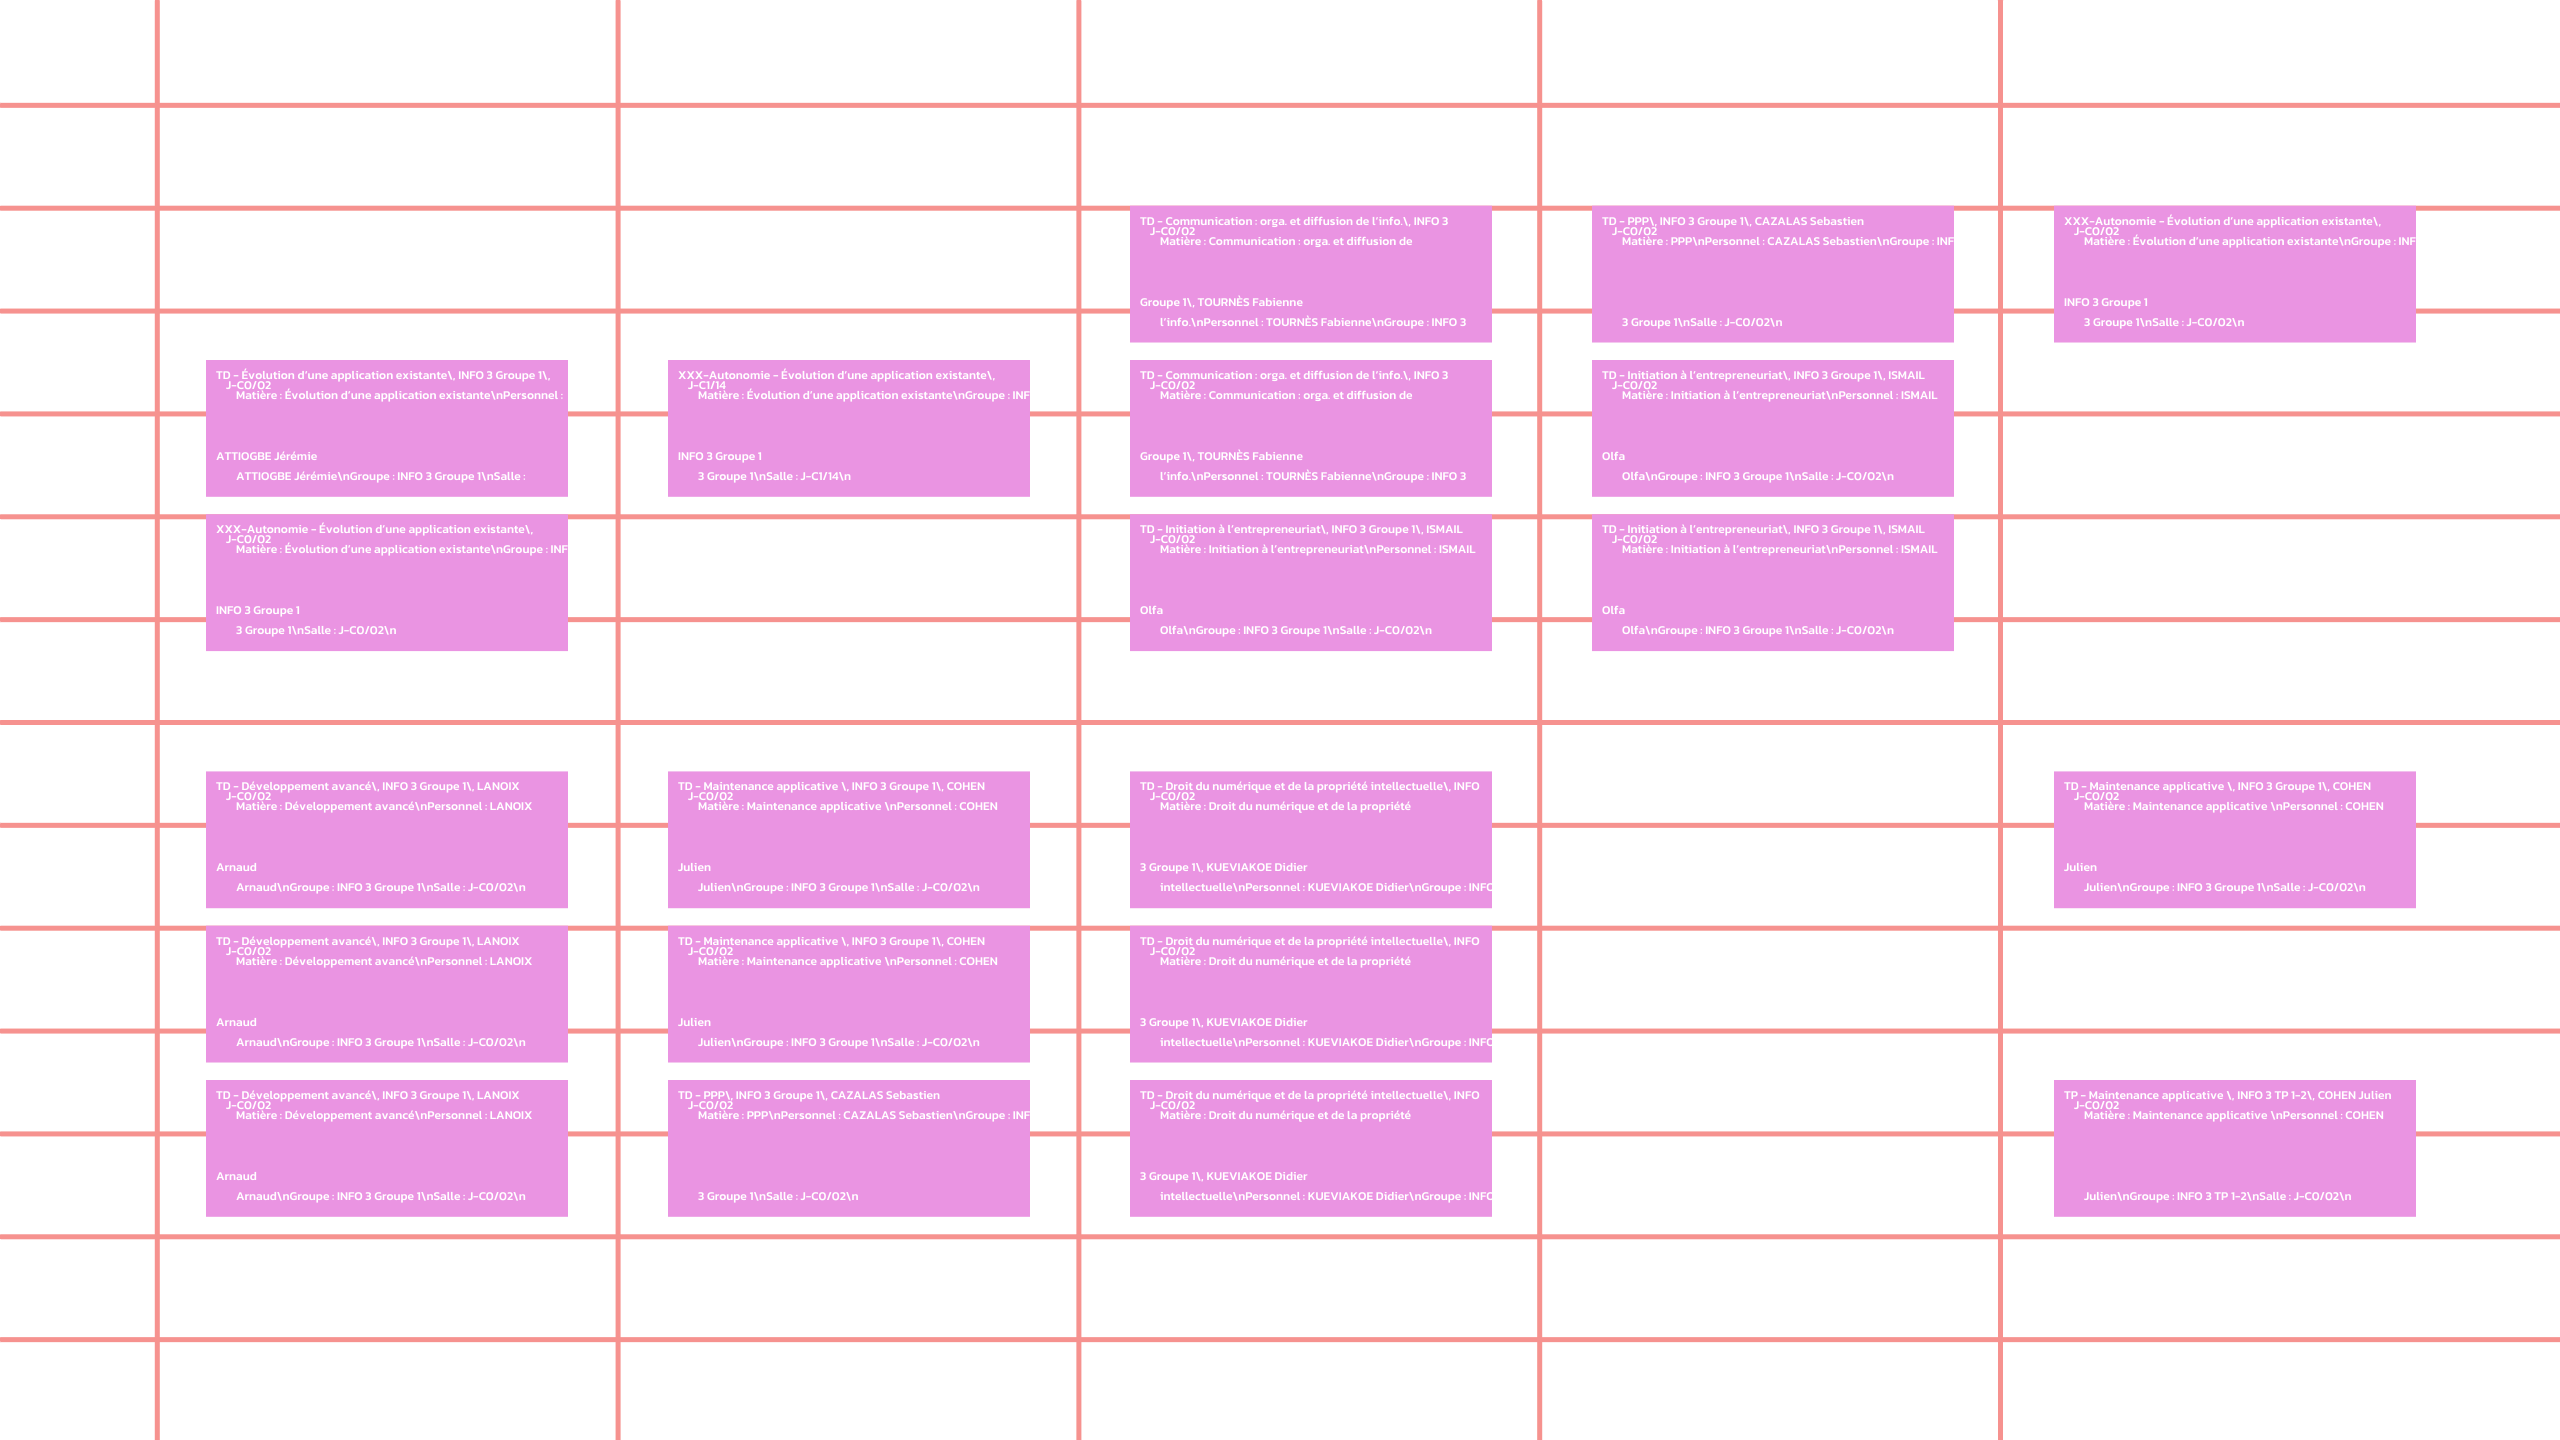 TD - Communication : orga. et diffusion de l'info.\, INFO 3
J-C0/02
Matière : Communication : orga. et diffusion de
Groupe 1\, TOURNÈS Fabienne
l'info.\nPersonnel : TOURNÈS Fabienne\nGroupe : INFO 3
TD - PPP\, INFO 3 Groupe 1\, CAZALAS Sebastien
J-C0/02
Matière : PPP\nPersonnel : CAZALAS Sebastien\nGroupe : INF
3 Groupe 1\nSalle : J-C0/02\n
XXX-Autonomie - Évolution d'une application existante\,
J-C0/02
Matière : Évolution d'une application existante\nGroupe : INF
INFO 3 Groupe 1
3 Groupe 1\nSalle : J-C0/02\n
TD - Évolution d'une application existante\, INFO 3 Groupe 1\,
J-C0/02
Matière : Évolution d'une application existante\nPersonnel :
ATTIOGBE Jérémie
ATTIOGBE Jérémie\nGroupe : INFO 3 Groupe 1\nSalle :
XXX-Autonomie - Évolution d'une application existante\,
J-C1/14
Matière : Évolution d'une application existante\nGroupe : INF
INFO 3 Groupe 1
3 Groupe 1\nSalle : J-C1/14\n
TD - Communication : orga. et diffusion de l'info.\, INFO 3
J-C0/02
Matière : Communication : orga. et diffusion de
Groupe 1\, TOURNÈS Fabienne
l'info.\nPersonnel : TOURNÈS Fabienne\nGroupe : INFO 3
TD - Initiation à l'entrepreneuriat\, INFO 3 Groupe 1\, ISMAIL
J-C0/02
Matière : Initiation à l'entrepreneuriat\nPersonnel : ISMAIL
Olfa
Olfa\nGroupe : INFO 3 Groupe 1\nSalle : J-C0/02\n
XXX-Autonomie - Évolution d'une application existante\,
J-C0/02
Matière : Évolution d'une application existante\nGroupe : INF
INFO 3 Groupe 1
3 Groupe 1\nSalle : J-C0/02\n
TD - Initiation à l'entrepreneuriat\, INFO 3 Groupe 1\, ISMAIL
J-C0/02
Matière : Initiation à l'entrepreneuriat\nPersonnel : ISMAIL
Olfa
Olfa\nGroupe : INFO 3 Groupe 1\nSalle : J-C0/02\n
TD - Initiation à l'entrepreneuriat\, INFO 3 Groupe 1\, ISMAIL
J-C0/02
Matière : Initiation à l'entrepreneuriat\nPersonnel : ISMAIL
Olfa
Olfa\nGroupe : INFO 3 Groupe 1\nSalle : J-C0/02\n
TD - Développement avancé\, INFO 3 Groupe 1\, LANOIX
J-C0/02
Matière : Développement avancé\nPersonnel : LANOIX
Arnaud
Arnaud\nGroupe : INFO 3 Groupe 1\nSalle : J-C0/02\n
TD - Maintenance applicative \, INFO 3 Groupe 1\, COHEN
J-C0/02
Matière : Maintenance applicative \nPersonnel : COHEN
Julien
Julien\nGroupe : INFO 3 Groupe 1\nSalle : J-C0/02\n
TD - Droit du numérique et de la propriété intellectuelle\, INFO
J-C0/02
Matière : Droit du numérique et de la propriété
3 Groupe 1\, KUEVIAKOE Didier
intellectuelle\nPersonnel : KUEVIAKOE Didier\nGroupe : INFO
TD - Maintenance applicative \, INFO 3 Groupe 1\, COHEN
J-C0/02
Matière : Maintenance applicative \nPersonnel : COHEN
Julien
Julien\nGroupe : INFO 3 Groupe 1\nSalle : J-C0/02\n
TD - Développement avancé\, INFO 3 Groupe 1\, LANOIX
J-C0/02
Matière : Développement avancé\nPersonnel : LANOIX
Arnaud
Arnaud\nGroupe : INFO 3 Groupe 1\nSalle : J-C0/02\n
TD - Maintenance applicative \, INFO 3 Groupe 1\, COHEN
J-C0/02
Matière : Maintenance applicative \nPersonnel : COHEN
Julien
Julien\nGroupe : INFO 3 Groupe 1\nSalle : J-C0/02\n
TD - Droit du numérique et de la propriété intellectuelle\, INFO
J-C0/02
Matière : Droit du numérique et de la propriété
3 Groupe 1\, KUEVIAKOE Didier
intellectuelle\nPersonnel : KUEVIAKOE Didier\nGroupe : INFO
TD - Développement avancé\, INFO 3 Groupe 1\, LANOIX
J-C0/02
Matière : Développement avancé\nPersonnel : LANOIX
Arnaud
Arnaud\nGroupe : INFO 3 Groupe 1\nSalle : J-C0/02\n
TD - PPP\, INFO 3 Groupe 1\, CAZALAS Sebastien
J-C0/02
Matière : PPP\nPersonnel : CAZALAS Sebastien\nGroupe : INF
3 Groupe 1\nSalle : J-C0/02\n
TD - Droit du numérique et de la propriété intellectuelle\, INFO
J-C0/02
Matière : Droit du numérique et de la propriété
3 Groupe 1\, KUEVIAKOE Didier
intellectuelle\nPersonnel : KUEVIAKOE Didier\nGroupe : INFO
TP - Maintenance applicative \, INFO 3 TP 1-2\, COHEN Julien
J-C0/02
Matière : Maintenance applicative \nPersonnel : COHEN
Julien\nGroupe : INFO 3 TP 1-2\nSalle : J-C0/02\n